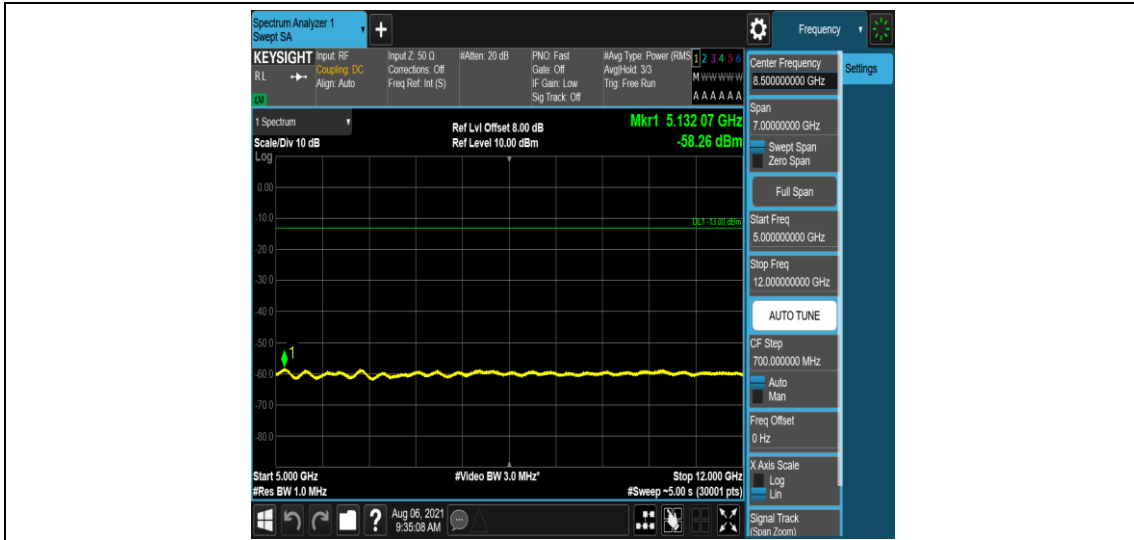 Spectrum Analyzer 1
Swept SA
+
Frequency
KEYSIGHT
RL
Input: RF
Coupling: DC
Align: Auto
Input Z: 50 Ω
Corrections: Off
Freq Ref: Int (S)
#Atten: 20 dB
PNO: Fast
Gate: Off
IF Gain: Low
Sig Track: Off
#Avg Type: Power (RMS
Avg|Hold: 3/3
Trig: Free Run
1 2 3 4 5 6
M W W W W W
A A A A A A
1 Spectrum
Scale/Div 10 dB
Log
Ref Lvl Offset 8.00 dB
Ref Level 10.00 dBm
Mkr1 5.132 07 GHz
-58.26 dBm
0.00
-10.0
DL1 -13.00 dBm
-20.0
-30.0
-40.0
-50.0
1
-60.0
-70.0
-80.0
Start 5.000 GHz
#Video BW 3.0 MHz*
Stop 12.000 GHz
#Res BW 1.0 MHz
#Sweep ~5.00 s (30001 pts)
?
Aug 06, 2021
9:35:08 AM
Center Frequency
8.500000000 GHz
Settings
Span
7.00000000 GHz
Swept Span
Zero Span
Full Span
Start Freq
5.000000000 GHz
Stop Freq
12.000000000 GHz
AUTO TUNE
CF Step
700.000000 MHz
Auto
Man
Freq Offset
0 Hz
X Axis Scale
Log
Lin
Signal Track
(Span Zoom)